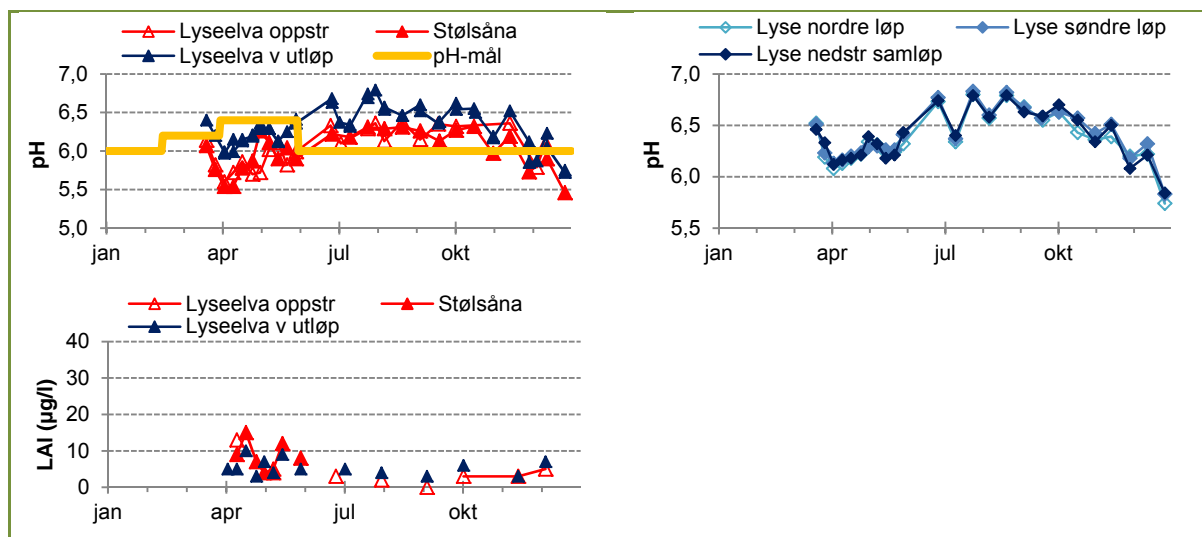 Lyseelva oppstr Stølsåna
Lyseelva v utløp pH-mål
7,0
6,5
6,0
5,5
5,0
pH
jan apr jul okt
Lyse nordre løp Lyse søndre løp
Lyse nedstr samløp
7,0
6,5
6,0
5,5
pH
jan apr jul okt
Lyseelva oppstr Stølsåna
Lyseelva v utløp
40
30
20
10
0
LAl (µg/l)
jan apr jul okt